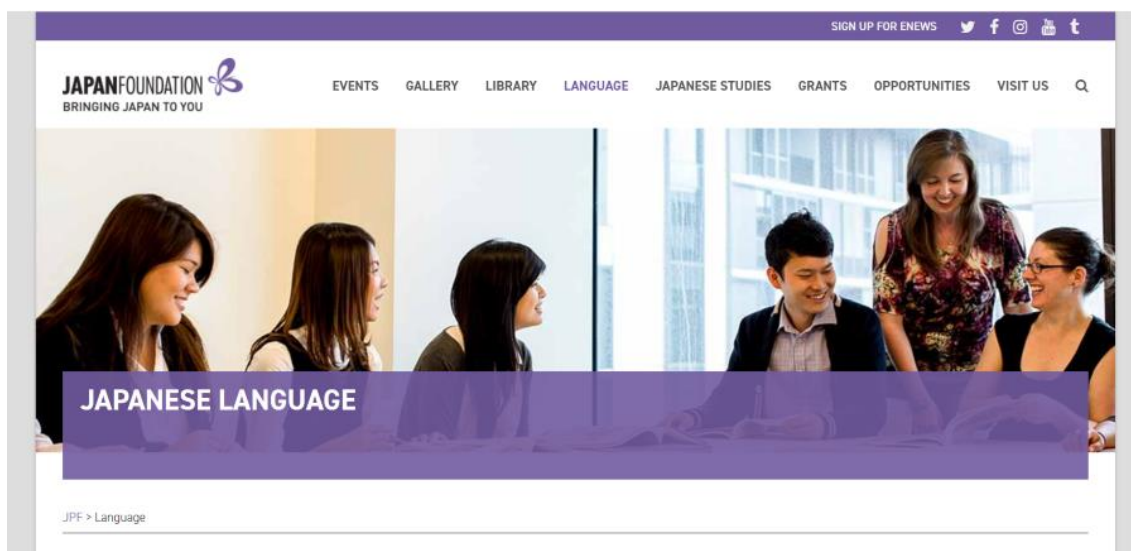 SIGN UP FOR ENEWS
JAPANFOUNDATION
BRINGING JAPAN TO YOU
EVENTS GALLERY LIBRARY LANGUAGE JAPANESE STUDIES GRANTS OPPORTUNITIES VISIT US
JAPANESE LANGUAGE
JPF > Language